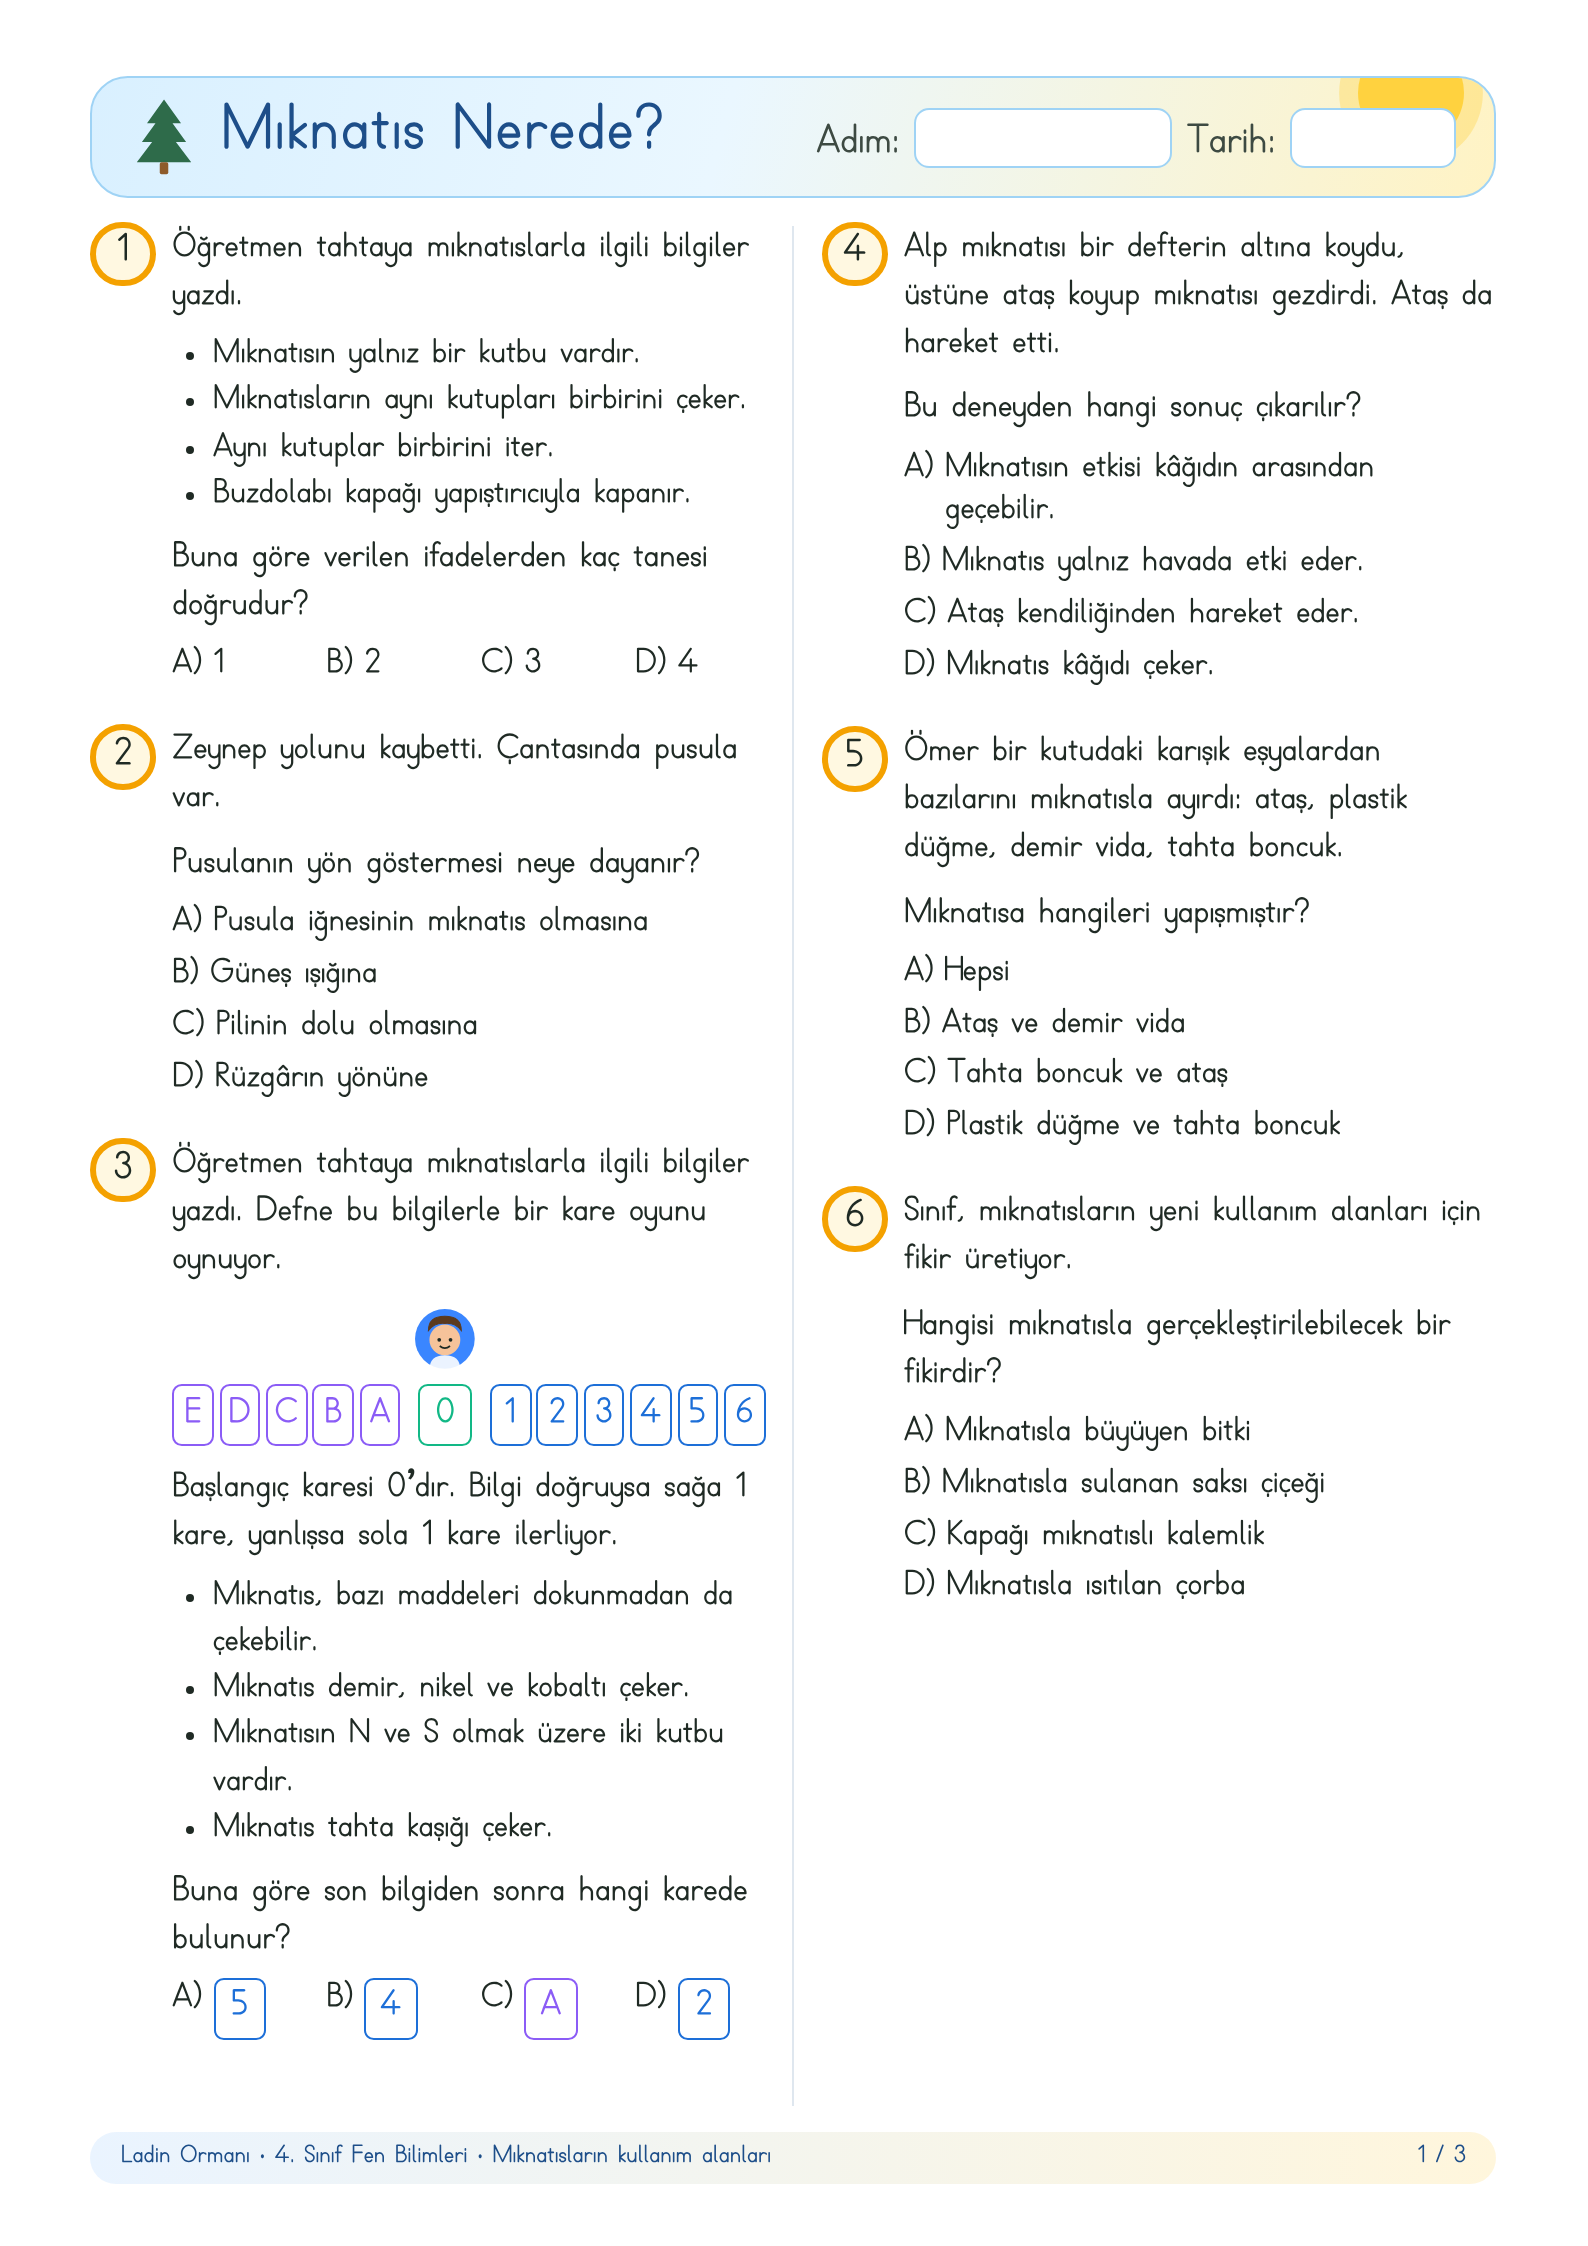 Mıknatıs Nerede?
Adım:
Tarih:
1
Öğretmen tahtaya mıknatıslarla ilgili bilgiler
yazdı.
• Mıknatısın yalnız bir kutbu vardır.
• Mıknatısların aynı kutupları birbirini çeker.
• Aynı kutuplar birbirini iter.
• Buzdolabı kapağı yapıştırıcıyla kapanır.
Buna göre verilen ifadelerden kaç tanesi
doğrudur?
A) 1 B) 2 C) 3 D) 4
2
Zeynep yolunu kaybetti. Çantasında pusula
var.
Pusulanın yön göstermesi neye dayanır?
A) Pusula iğnesinin mıknatıs olmasına
B) Güneş ışığına
C) Pilinin dolu olmasına
D) Rüzgârın yönüne
3
Öğretmen tahtaya mıknatıslarla ilgili bilgiler
yazdı. Defne bu bilgilerle bir kare oyunu
oynuyor.
E D C B A 0 1 2 3 4 5 6
Başlangıç karesi 0’dır. Bilgi doğruysa sağa 1
kare, yanlışsa sola 1 kare ilerliyor.
• Mıknatıs, bazı maddeleri dokunmadan da
çekebilir.
• Mıknatıs demir, nikel ve kobaltı çeker.
• Mıknatısın N ve S olmak üzere iki kutbu
vardır.
• Mıknatıs tahta kaşığı çeker.
Buna göre son bilgiden sonra hangi karede
bulunur?
A) 5 B) 4 C) A D) 2
4
Alp mıknatısı bir defterin altına koydu,
üstüne ataş koyup mıknatısı gezdirdi. Ataş da
hareket etti.
Bu deneyden hangi sonuç çıkarılır?
A) Mıknatısın etkisi kâğıdın arasından
geçebilir.
B) Mıknatıs yalnız havada etki eder.
C) Ataş kendiliğinden hareket eder.
D) Mıknatıs kâğıdı çeker.
5
Ömer bir kutudaki karışık eşyalardan
bazılarını mıknatısla ayırdı: ataş, plastik
düğme, demir vida, tahta boncuk.
Mıknatısa hangileri yapışmıştır?
A) Hepsi
B) Ataş ve demir vida
C) Tahta boncuk ve ataş
D) Plastik düğme ve tahta boncuk
6
Sınıf, mıknatısların yeni kullanım alanları için
fikir üretiyor.
Hangisi mıknatısla gerçekleştirilebilecek bir
fikirdir?
A) Mıknatısla büyüyen bitki
B) Mıknatısla sulanan saksı çiçeği
C) Kapağı mıknatıslı kalemlik
D) Mıknatısla ısıtılan çorba
Ladin Ormanı • 4. Sınıf Fen Bilimleri • Mıknatısların kullanım alanları
1 / 3